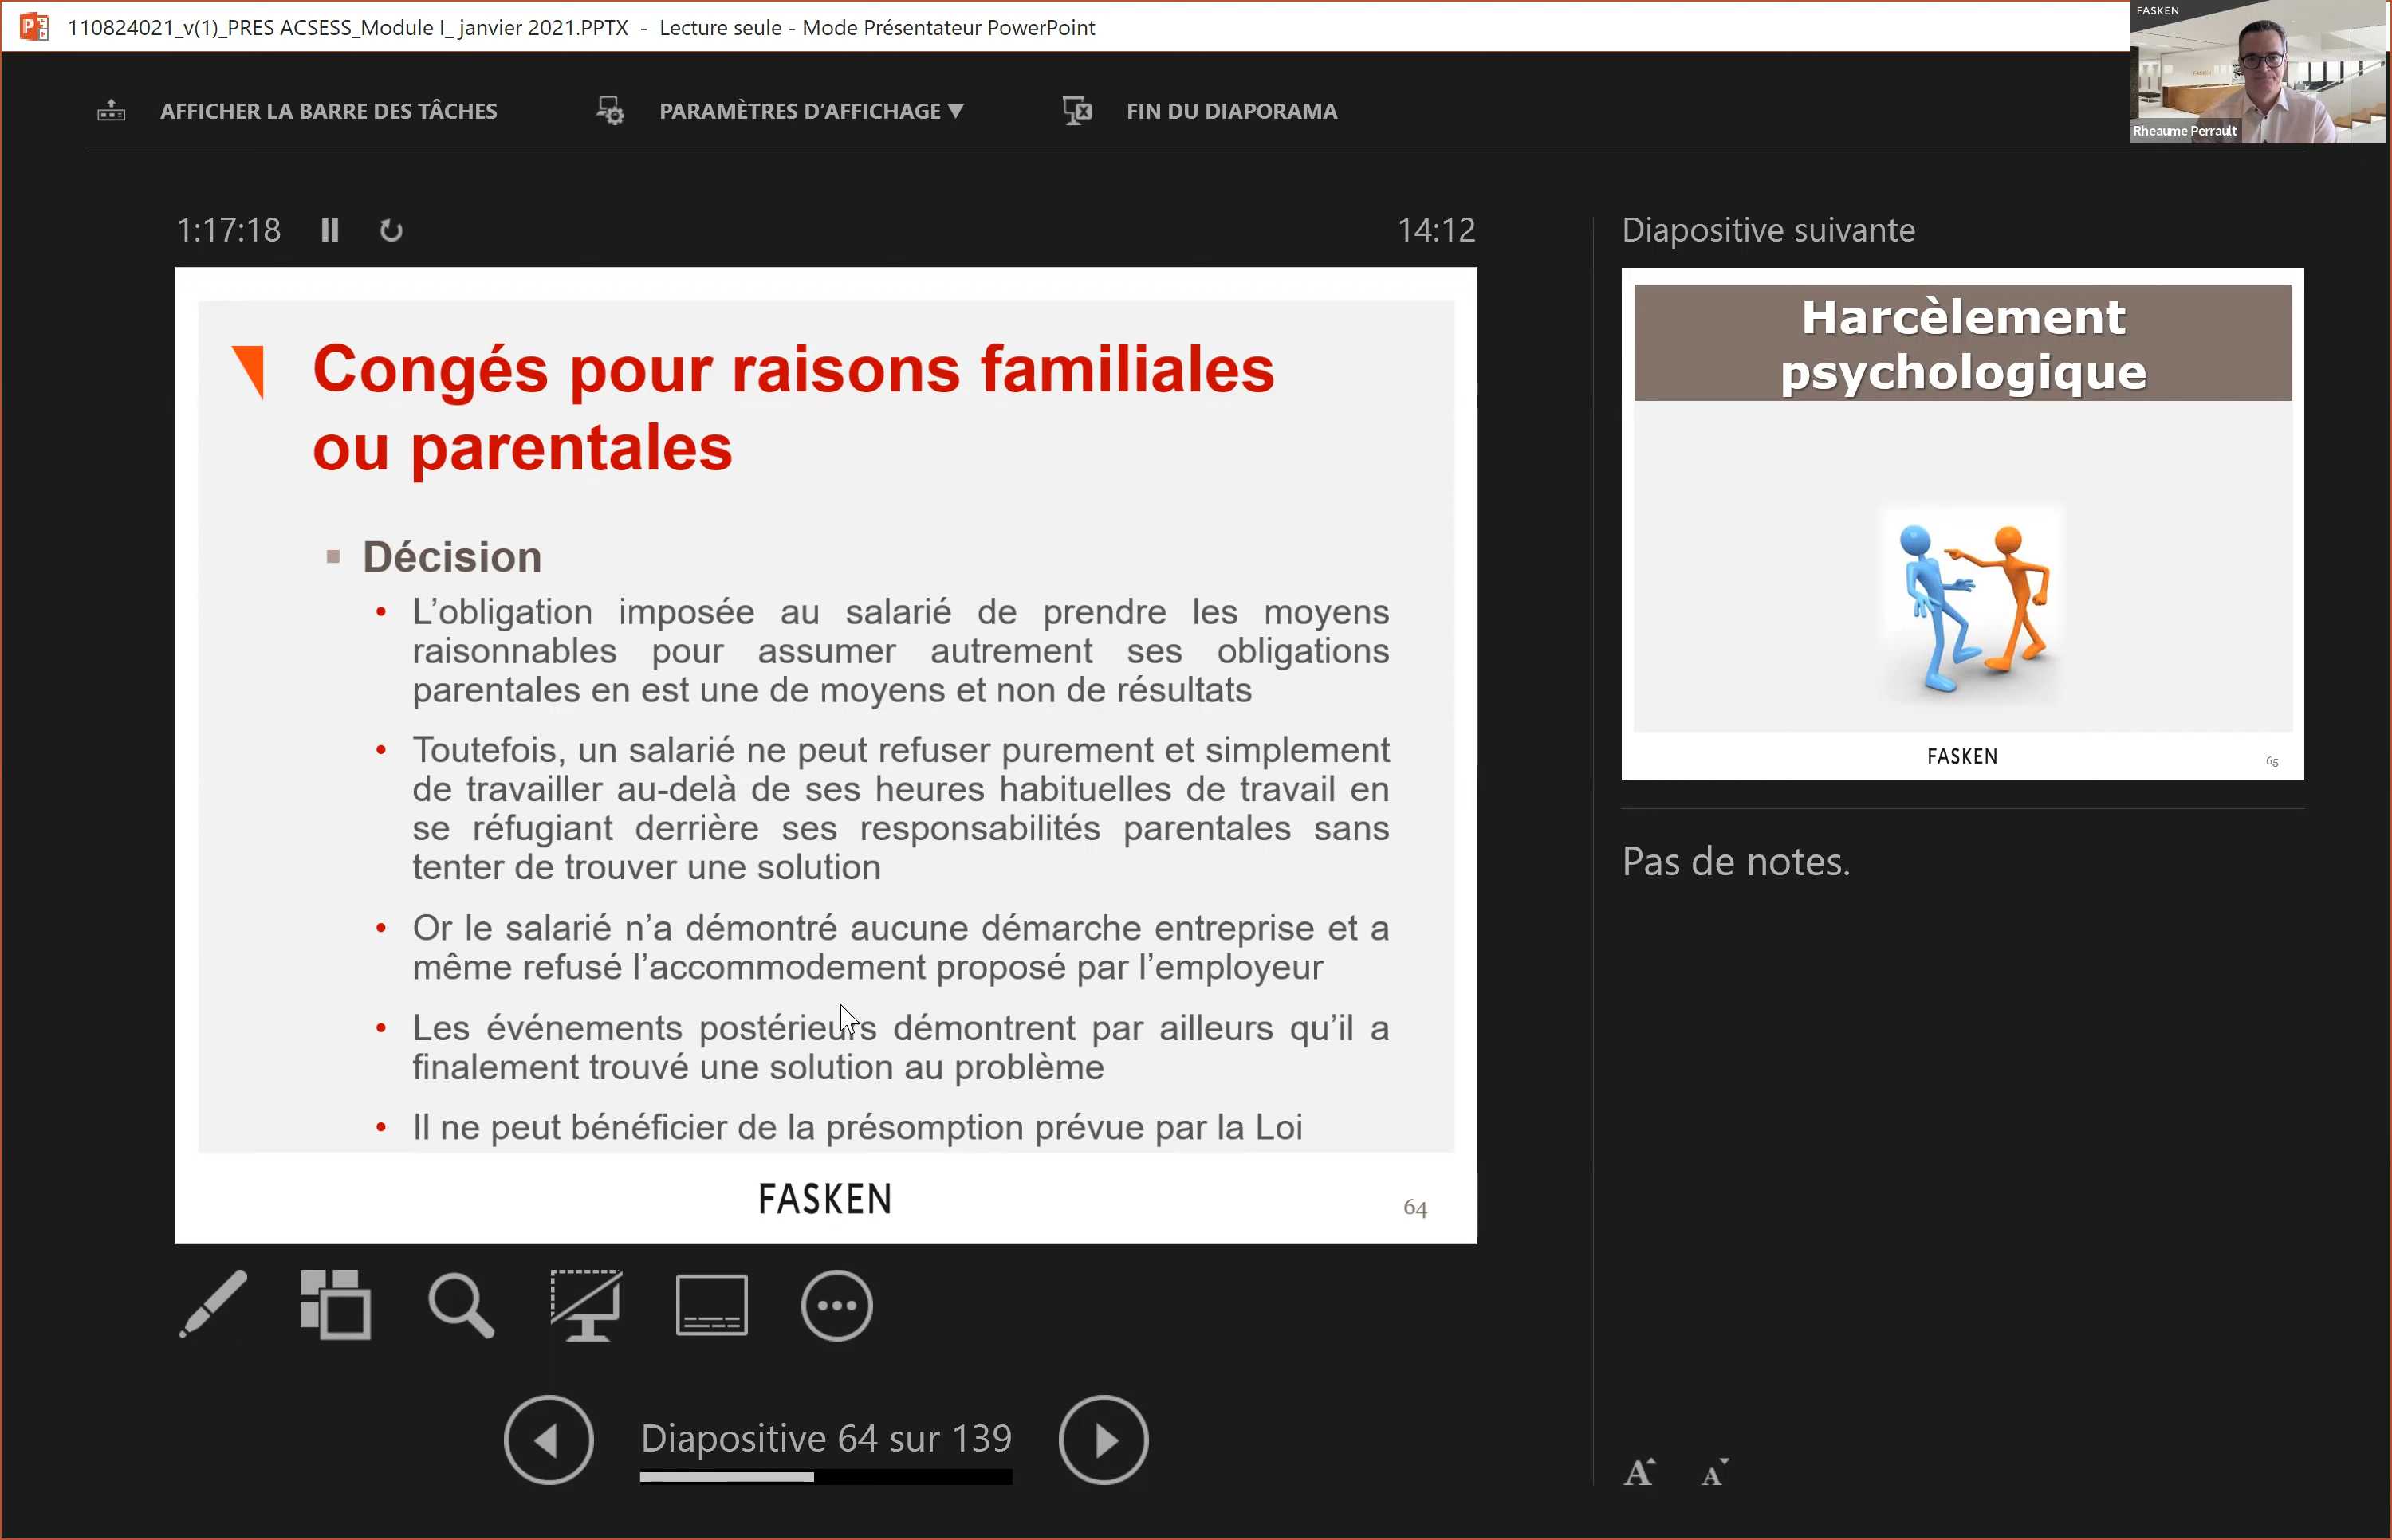 110824021_v(1)_PRES ACSESS_Module I_ janvier 2021.PPTX - Lecture seule - Mode Présentateur PowerPoint
FASKEN
Rheaume Perrault
AFFICHER LA BARRE DES TÂCHES
PARAMÈTRES D’AFFICHAGE ▼
FIN DU DIAPORAMA
1:17:18
14:12
Congés pour raisons familiales
ou parentales
Décision
• L’obligation imposée au salarié de prendre les moyens
raisonnables pour assumer autrement ses obligations
parentales en est une de moyens et non de résultats
• Toutefois, un salarié ne peut refuser purement et simplement
de travailler au-delà de ses heures habituelles de travail en
se réfugiant derrière ses responsabilités parentales sans
tenter de trouver une solution
• Or le salarié n’a démontré aucune démarche entreprise et a
même refusé l’accommodement proposé par l’employeur
• Les événements postérieurs démontrent par ailleurs qu’il a
finalement trouvé une solution au problème
• Il ne peut bénéficier de la présomption prévue par la Loi
FASKEN
64
Diapositive 64 sur 139
Diapositive suivante
Harcèlement
psychologique
FASKEN
65
Pas de notes.
A A